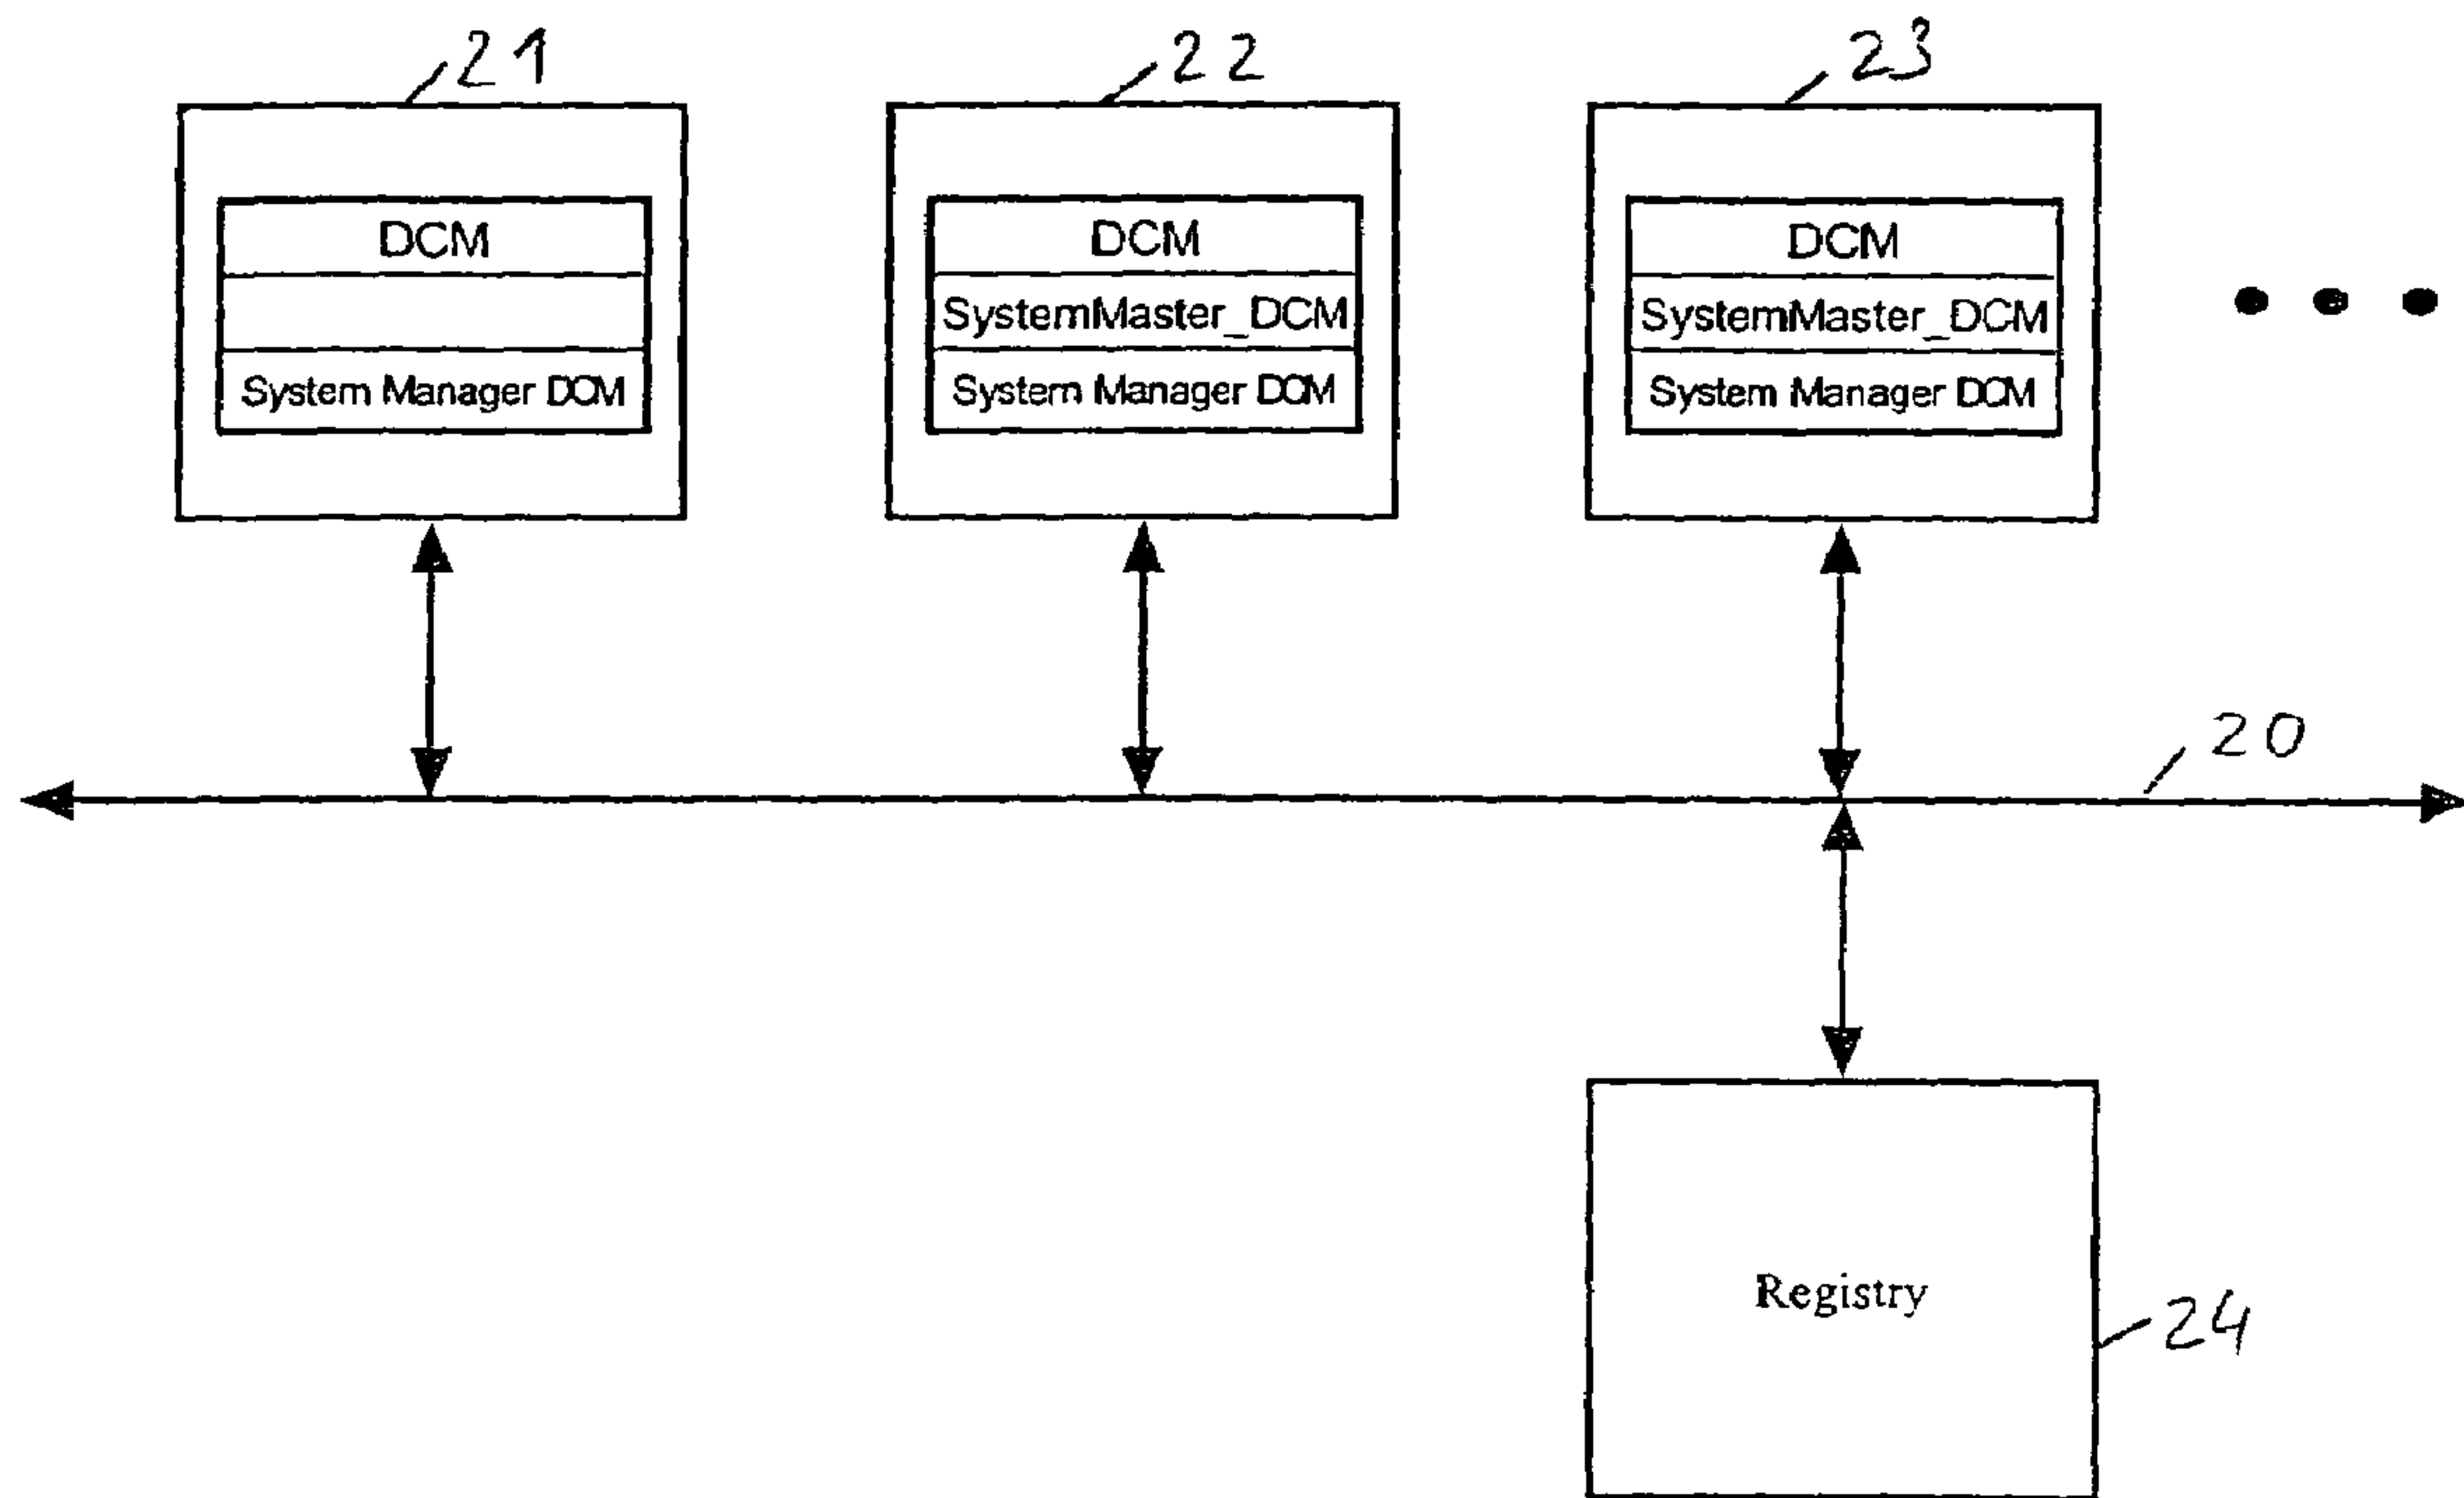 21
22
23
DCM
System Manager DCM
DCM
SystemMaster_DCM
System Manager DCM
DCM
SystemMaster_DCM
System Manager DCM
20
Registry
24